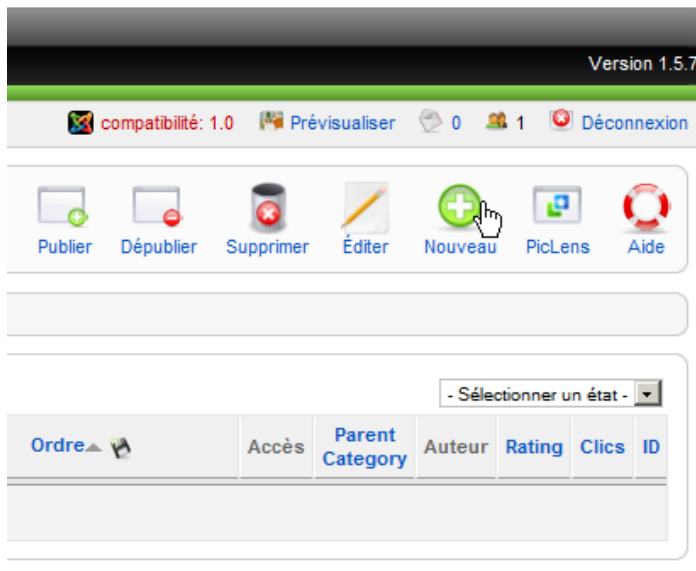 Version 1.5.7
compatibilité: 1.0 Prévisualiser 0 1 Déconnexion
Publier Dépublier Supprimer Éditer Nouveau PicLens Aide
- Sélectionner un état -
Ordre Accès Parent Category Auteur Rating Clics ID